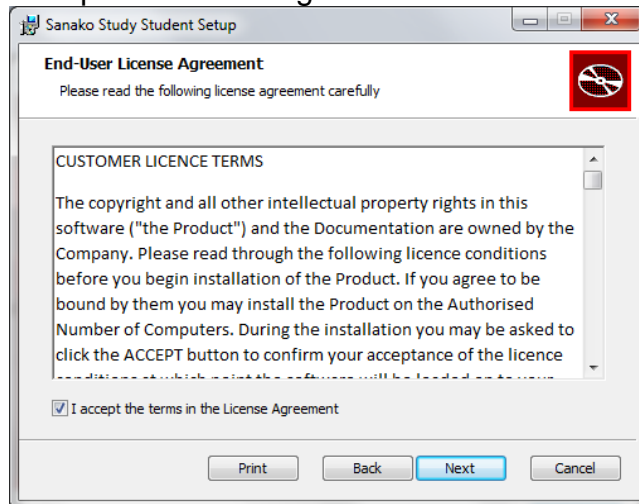 Sanako Study Student Setup
End-User License Agreement
Please read the following license agreement carefully
CUSTOMER LICENCE TERMS
The copyright and all other intellectual property rights in this
software ("the Product") and the Documentation are owned by the
Company. Please read through the following licence conditions
before you begin installation of the Product. If you agree to be
bound by them you may install the Product on the Authorised
Number of Computers. During the installation you may be asked to
click the ACCEPT button to confirm your acceptance of the licence
I accept the terms in the License Agreement
Print Back Next Cancel